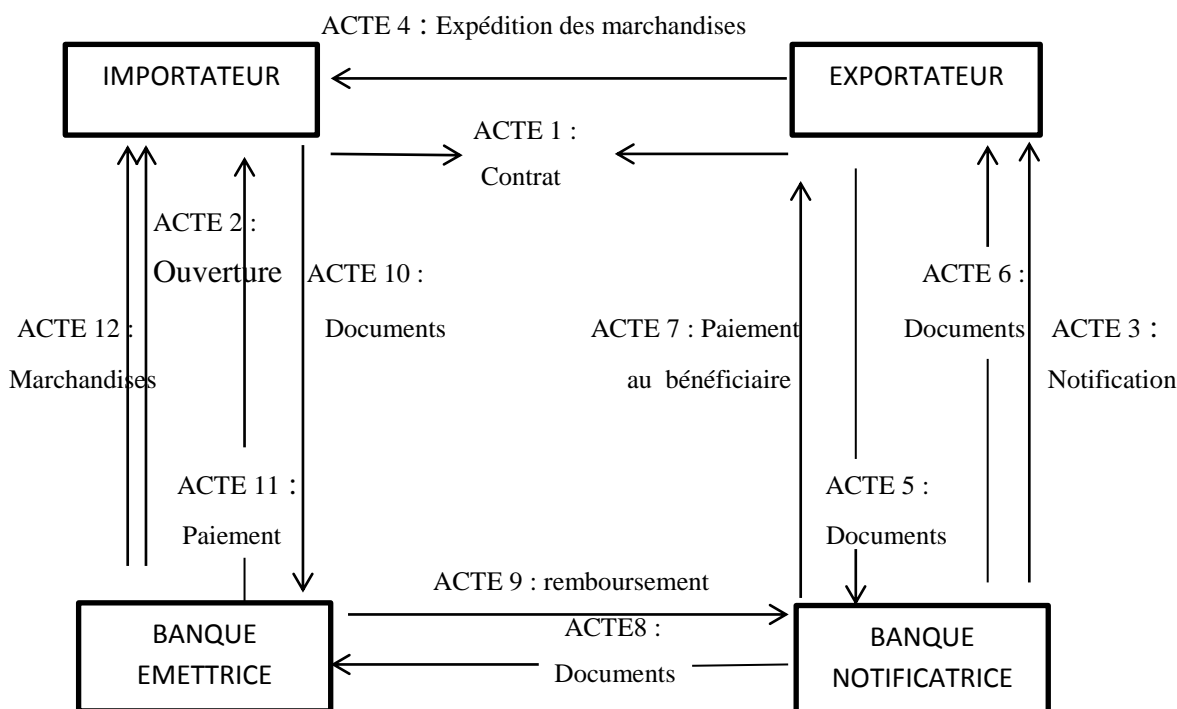 ACTE 4 : Expédition des marchandises
IMPORTATEUR
EXPORTATEUR
ACTE 1 :
Contrat
ACTE 2 :
Ouverture
ACTE 10 :
Documents
ACTE 12 :
Marchandises
ACTE 7 : Paiement
au bénéficiaire
ACTE 6 :
Documents
ACTE 3 :
Notification
ACTE 11 :
Paiement
ACTE 5 :
Documents
ACTE 9 : remboursement
ACTE8 :
Documents
BANQUE
EMETTRICE
BANQUE
NOTIFICATRICE